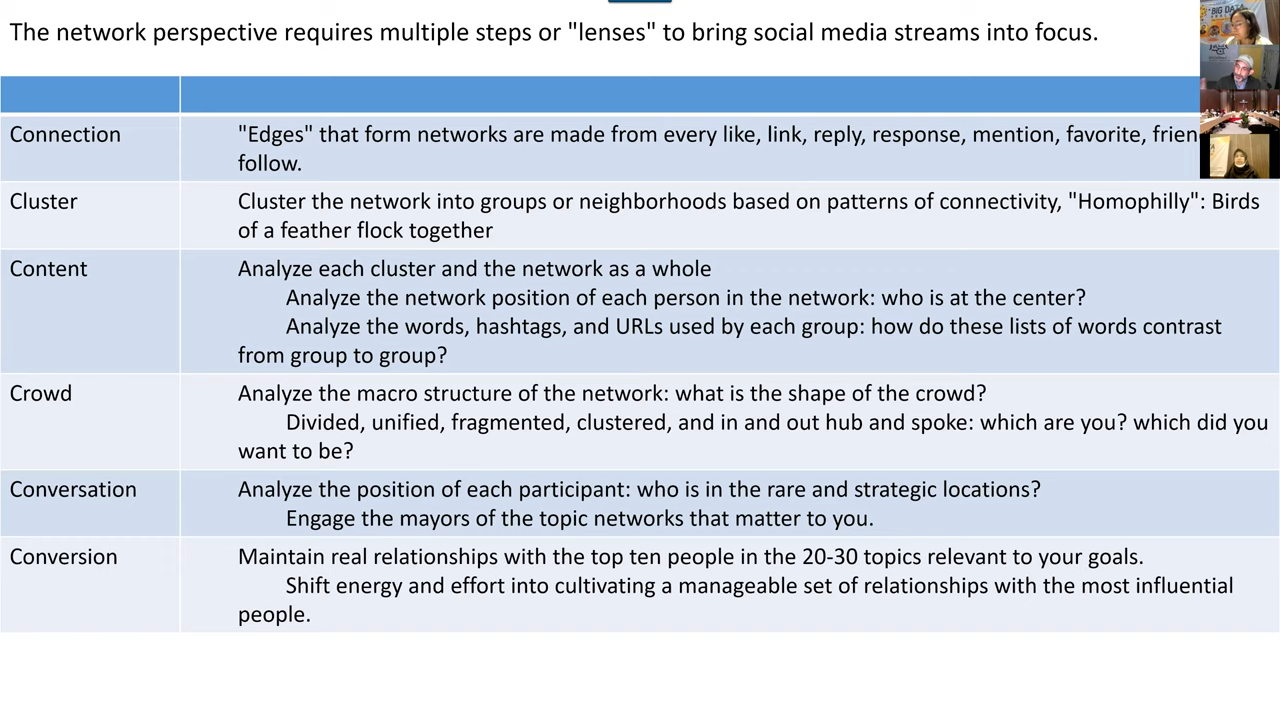 The network perspective requires multiple steps or "lenses" to bring social media streams into focus.
Connection
"Edges" that form networks are made from every like, link, reply, response, mention, favorite,
follow.
Cluster
Cluster the network into groups or neighborhoods based on patterns of connectivity, "Homophilly": Birds
of a feather flock together
Content
Analyze each cluster and the network as a whole
Analyze the network position of each person in the network: who is at the center?
Analyze the words, hashtags, and URLs used by each group: how do these lists of words contrast
from group to group?
Crowd
Analyze the macro structure of the network: what is the shape of the crowd?
Divided, unified, fragmented, clustered, and in and out hub and spoke: which are you? which did you
want to be?
Conversation
Analyze the position of each participant: who is in the rare and strategic locations?
Engage the mayors of the topic networks that matter to you.
Conversion
Maintain real relationships with the top ten people in the 20-30 topics relevant to your goals.
Shift energy and effort into cultivating a manageable set of relationships with the most influential
people.
BIG DATA